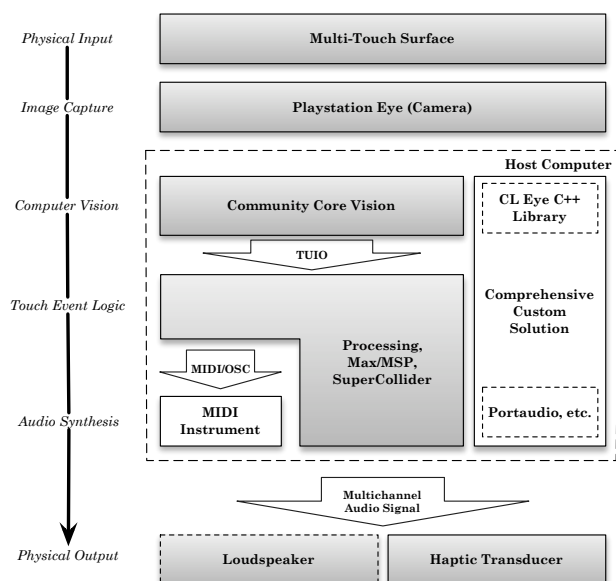 Physical Input
Multi-Touch Surface
Image Capture
Playstation Eye (Camera)
Host Computer
Computer Vision
Community Core Vision
CL Eye C++
Library
TUIO
Touch Event Logic
Comprehensive
Custom
Solution
Processing,
Max/MSP,
SuperCollider
MIDI/OSC
Audio Synthesis
MIDI
Instrument
Portaudio, etc.
Multichannel
Audio Signal
Physical Output
Loudspeaker
Haptic Transducer